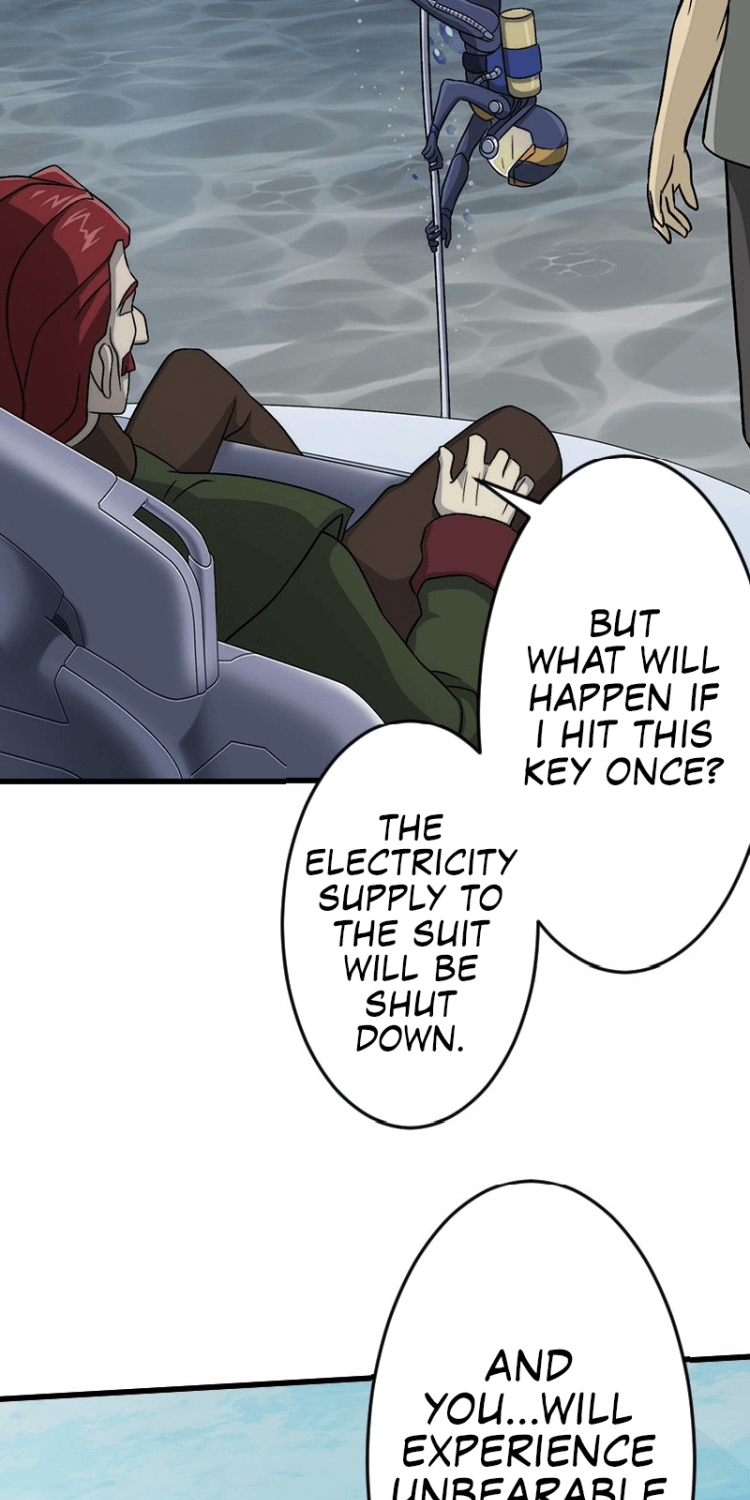 BUT
WHAT WILL
HAPPEN IF
I HIT THIS
KEY ONCE?
THE
ELECTRICITY
SUPPLY TO
THE SUIT
WILL BE
SHUT
DOWN.
AND
YOU...WILL
EXPERIENCE
UNBEARABLE